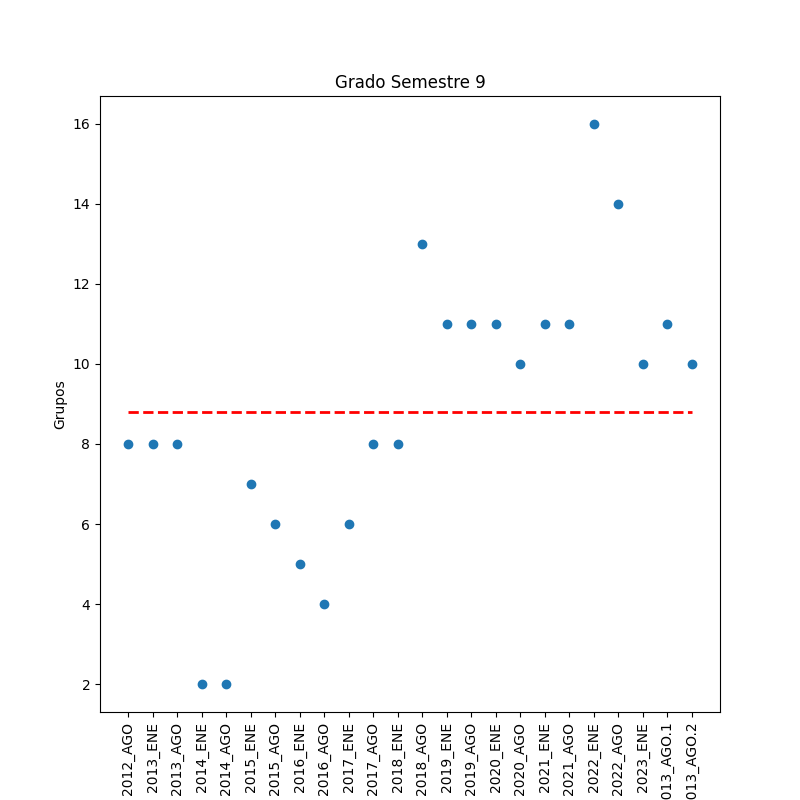 Grado Semestre 9
Grupos
16
14
12
10
8
6
4
2
2012_AGO
2013_ENE
2013_AGO
2014_ENE
2014_AGO
2015_ENE
2015_AGO
2016_ENE
2016_AGO
2017_ENE
2017_AGO
2018_ENE
2018_AGO
2019_ENE
2019_AGO
2020_ENE
2020_AGO
2021_ENE
2021_AGO
2022_ENE
2022_AGO
2023_ENE
013_AGO.1
013_AGO.2